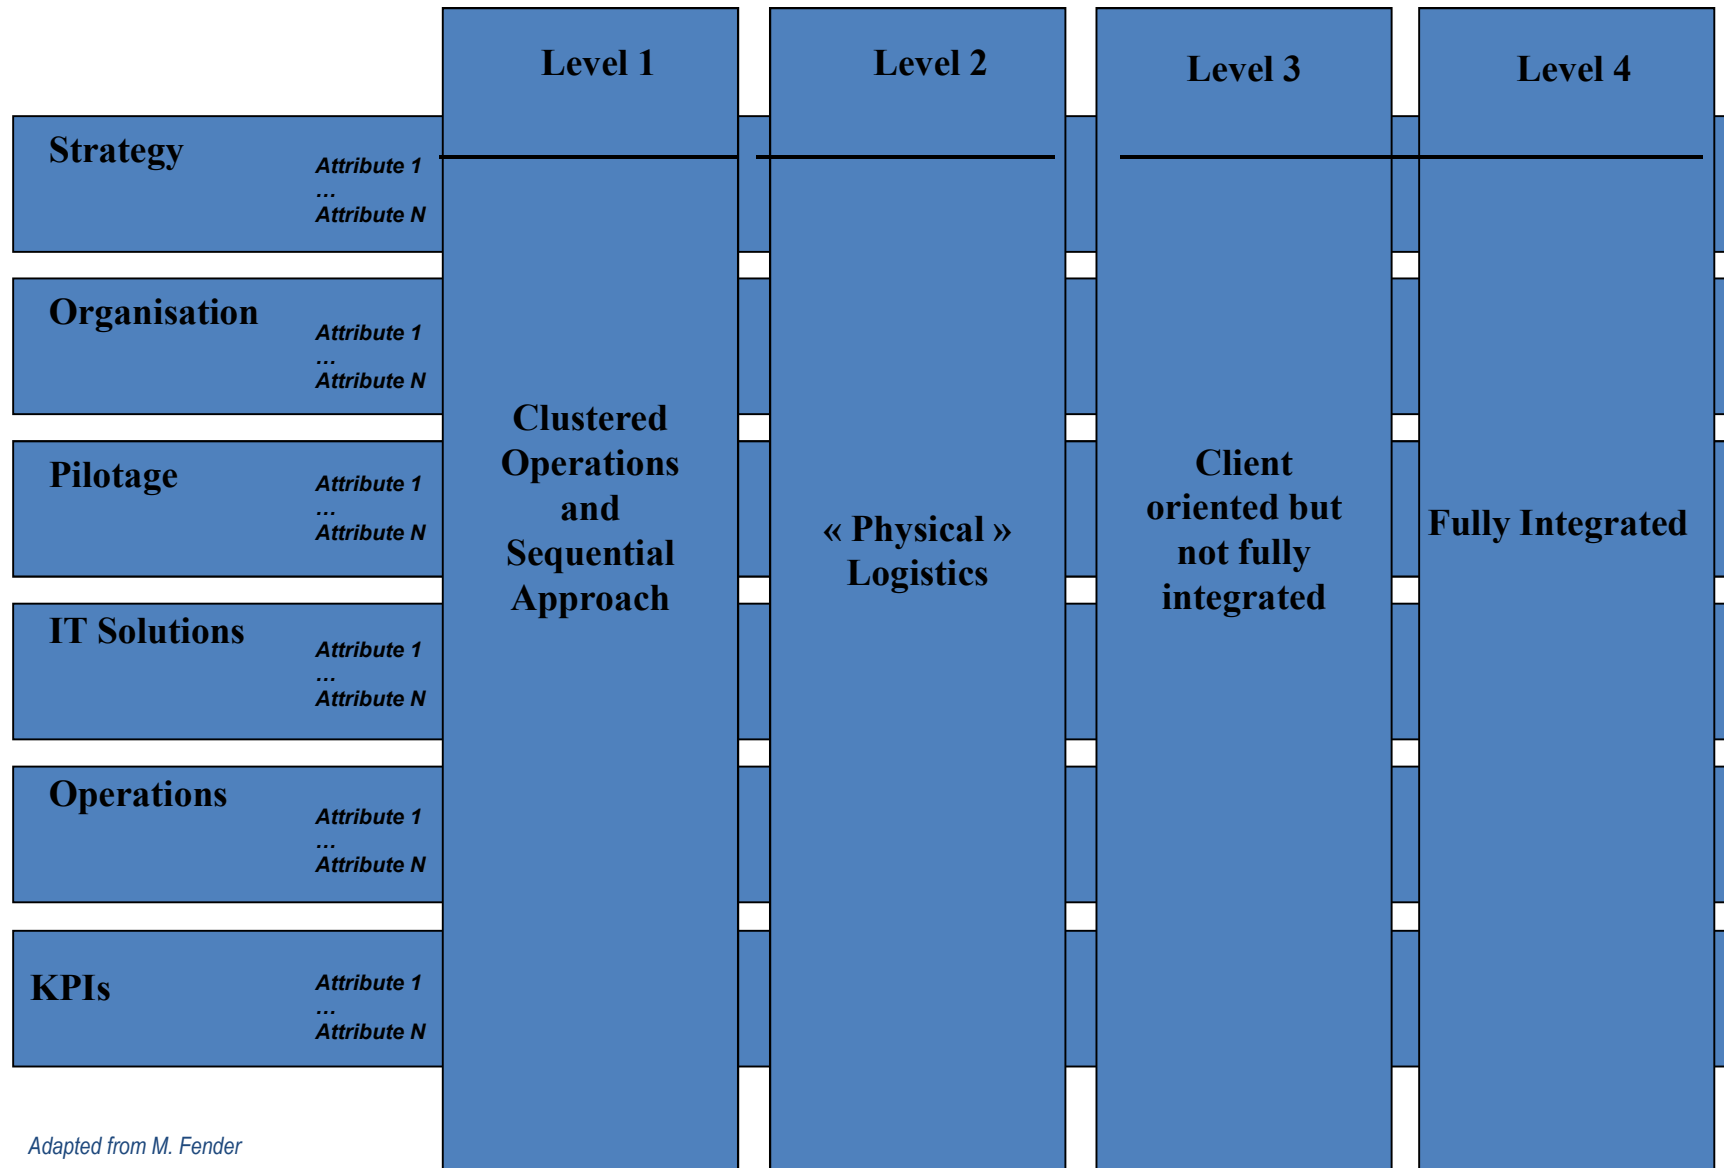 Level 1
Level 2
Level 3
Level 4
Strategy
Attribute 1
...
Attribute N
Organisation
Attribute 1
...
Attribute N
Pilotage
Attribute 1
...
Attribute N
IT Solutions
Attribute 1
...
Attribute N
Operations
Attribute 1
...
Attribute N
KPIs
Attribute 1
...
Attribute N
Clustered
Operations
and
Sequential
Approach
« Physical »
Logistics
Client
oriented but
not fully
integrated
Fully Integrated
Adapted from M. Fender